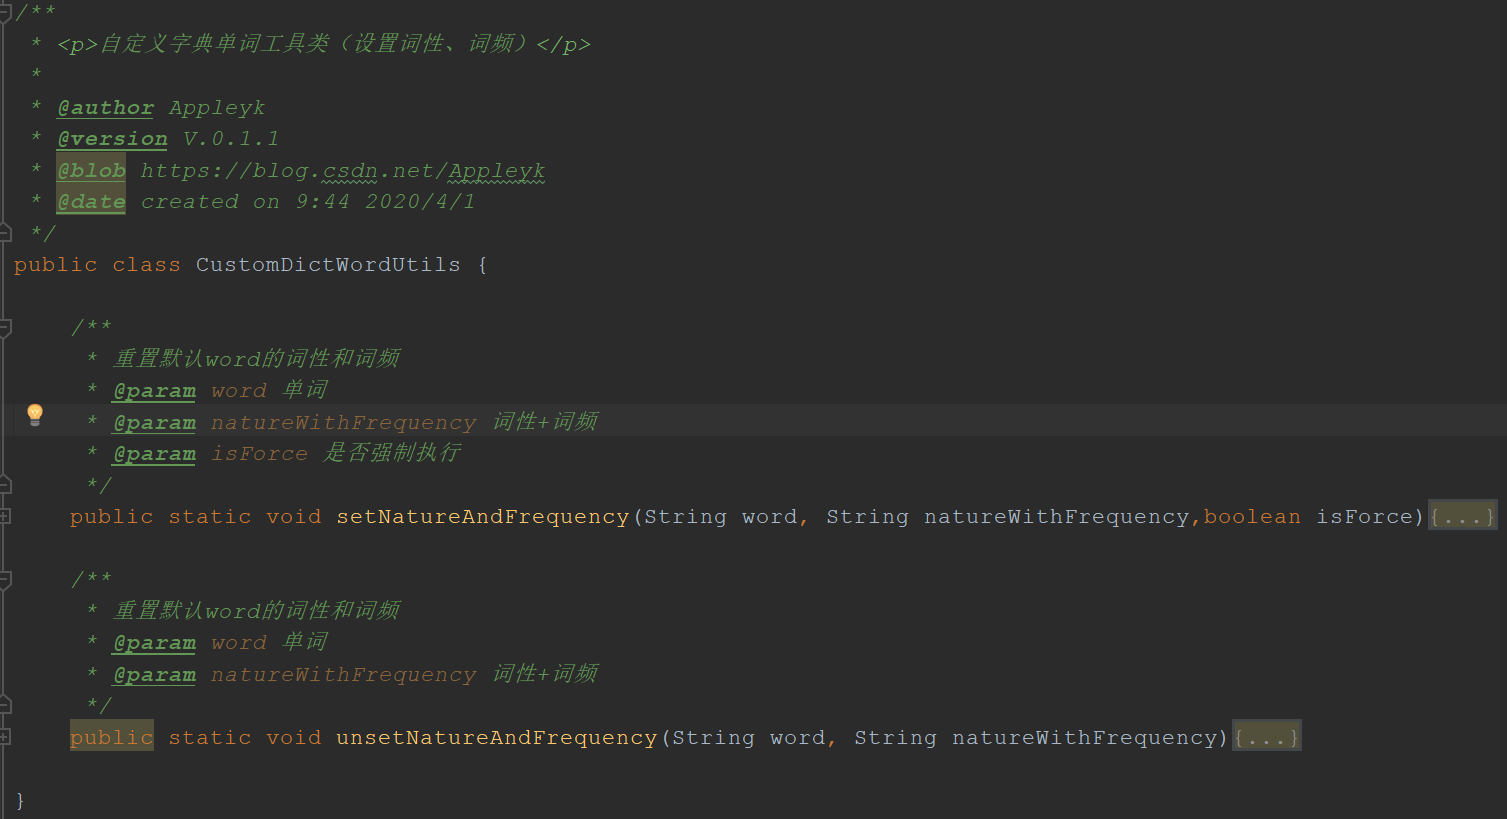 /**
 * <p>自定义字典单词工具类（设置词性、词频）</p>
 *
 * @author Appleyk
 * @version V.0.1.1
 * @blob https://blog.csdn.net/Appleyk
 * @date created on 9:44 2020/4/1
 */
public class CustomDictWordUtils {
/**
 * 重置默认word的词性和词频
 * @param word 单词
 * @param natureWithFrequency 词性+词频
 * @param isForce 是否强制执行
 */
public static void setNatureAndFrequency(String word, String natureWithFrequency,boolean isForce){...}
/**
 * 重置默认word的词性和词频
 * @param word 单词
 * @param natureWithFrequency 词性+词频
 */
public static void unsetNatureAndFrequency(String word, String natureWithFrequency){...}
}